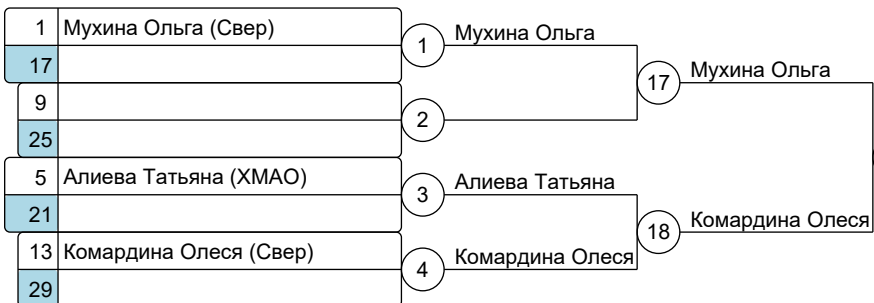 1 Мухина Ольга (Свер)
17
1 Мухина Ольга
9
25
2
17 Мухина Ольга
5 Алиева Татьяна (ХМАО)
21
3 Алиева Татьяна
13 Комардина Олеся (Свер)
29
4 Комардина Олеся
18 Комардина Олеся